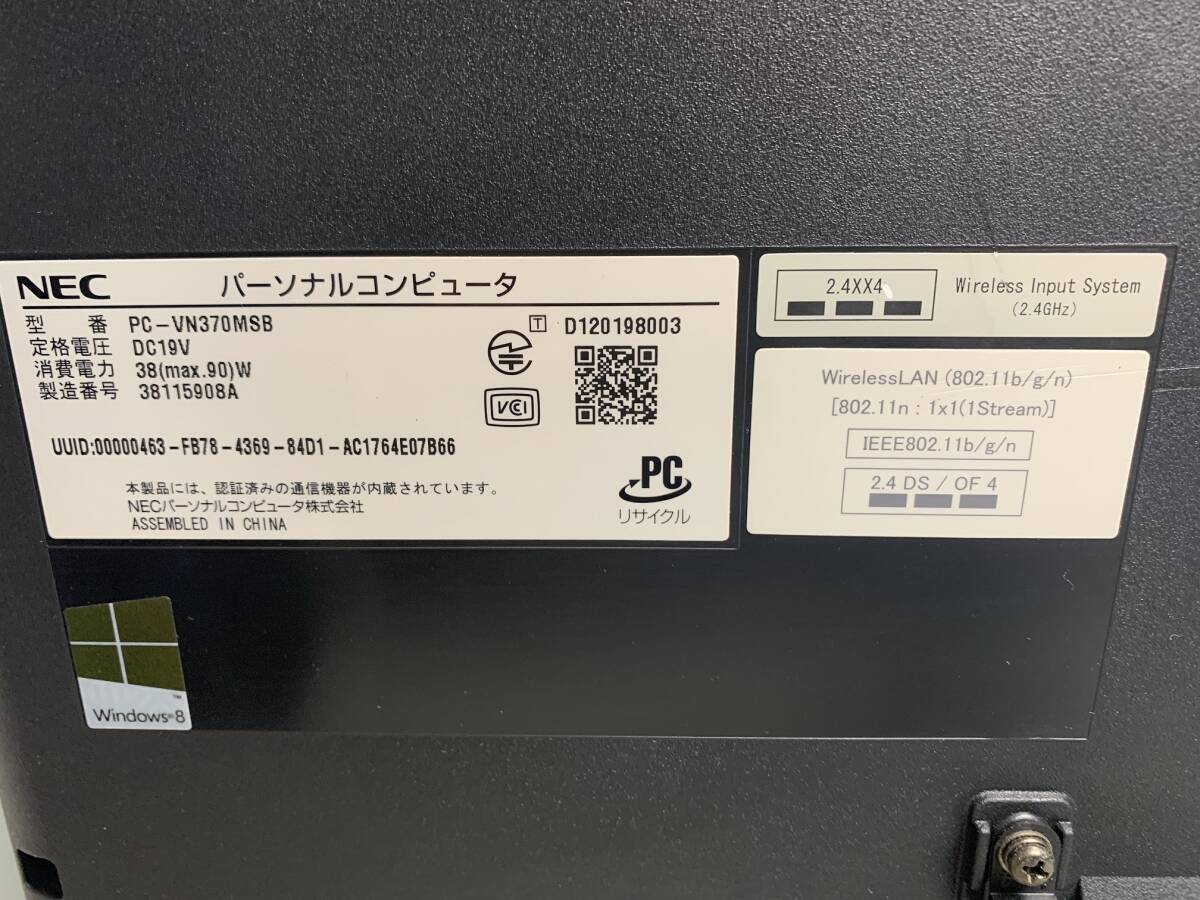 NEC パーソナルコンピュータ
型 番 PC-VN370MSB
定格電圧 DC19V
消費電力 38(max.90)W
製造番号 38115908A
T D120198003
VCI
UUID:00000463-FB78-4369-84D1-AC1764E07B66
本製品には、認証済みの通信機器が内蔵されています。
NECパーソナルコンピュータ株式会社
ASSEMBLED IN CHINA
PC
リサイクル
2.4XX4
Wireless Input System
(2.4GHz)
WirelessLAN (802.11b/g/n)
[802.11n : 1x1(1Stream)]
IEEE802.11b/g/n
2.4 DS / OF 4
Windows®8